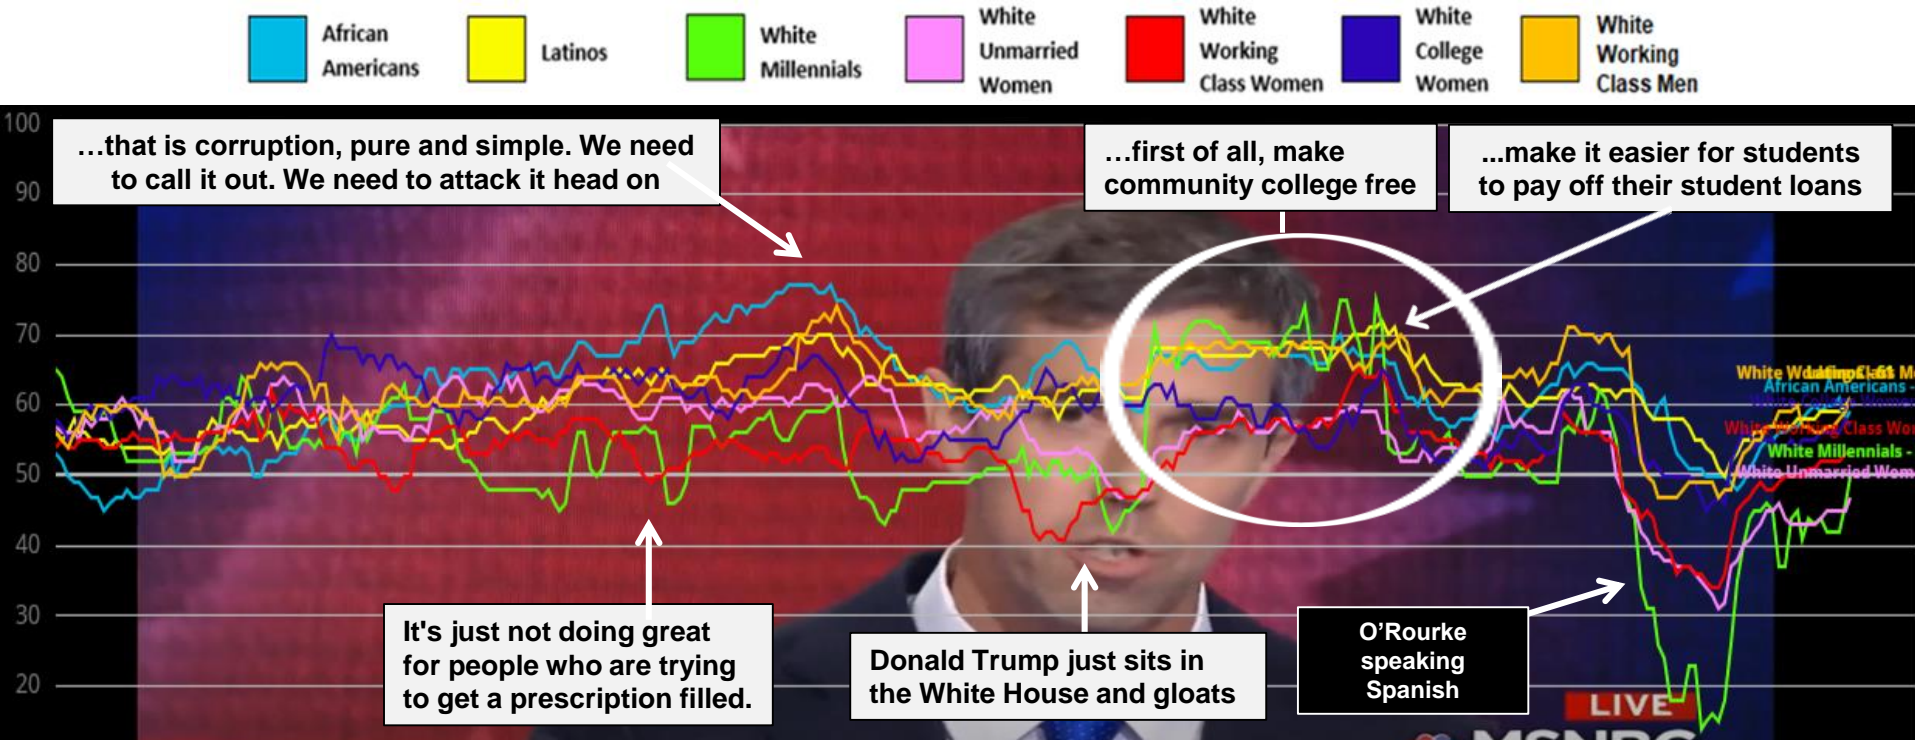 African
Americans
Latinos
White
Millennials
White
Unmarried
Women
White
Working
Class Women
White
College
Women
White
Working
Class Men
100
90
80
70
60
50
40
30
20
…that is corruption, pure and simple. We need
to call it out. We need to attack it head on
…first of all, make
community college free
...make it easier for students
to pay off their student loans
It's just not doing great
for people who are trying
to get a prescription filled.
Donald Trump just sits in
the White House and gloats
O’Rourke
speaking
Spanish
African Americans -
White Millennials -
LIVE
MSNBC